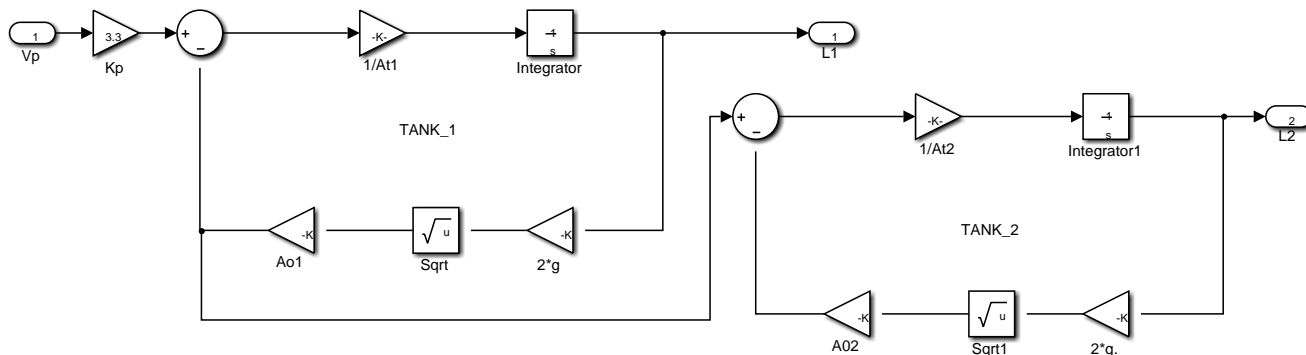 1
Vp
3.3
Kp
+
–
-K-
1/At1
1
s
Integrator
1
L1
TANK_1
-K
Ao1
√ u
Sqrt
-K
2*g
+
–
-K-
1/At2
1
s
Integrator1
2
L2
TANK_2
-K
A02
√ u
Sqrt1
-K
2*g.